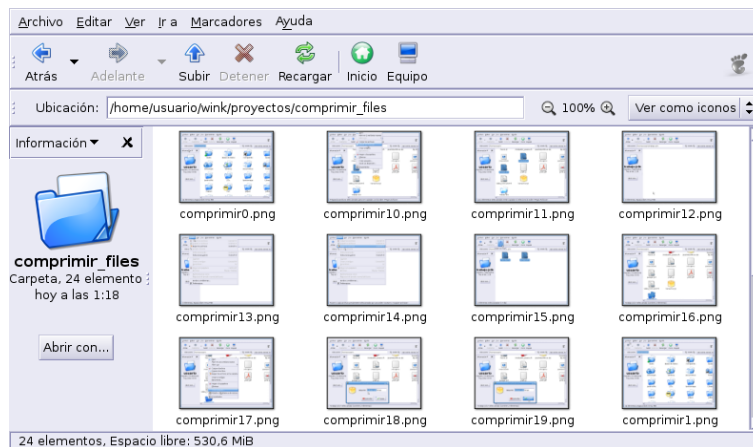 Archivo Editar Ver Ir a Marcadores Ayuda
Atrás Adelante Subir Detener Recargar Inicio Equipo
Ubicación: /home/usuario/wink/proyectos/comprimir_files 100% Ver como iconos
Información X
comprimir_files
Carpeta, 24 elemento
hoy a las 1:18
Abrir con...
comprimir0.png comprimir10.png comprimir11.png comprimir12.png
comprimir13.png comprimir14.png comprimir15.png comprimir16.png
comprimir17.png comprimir18.png comprimir19.png comprimir1.png
24 elementos, Espacio libre: 530,6 MiB